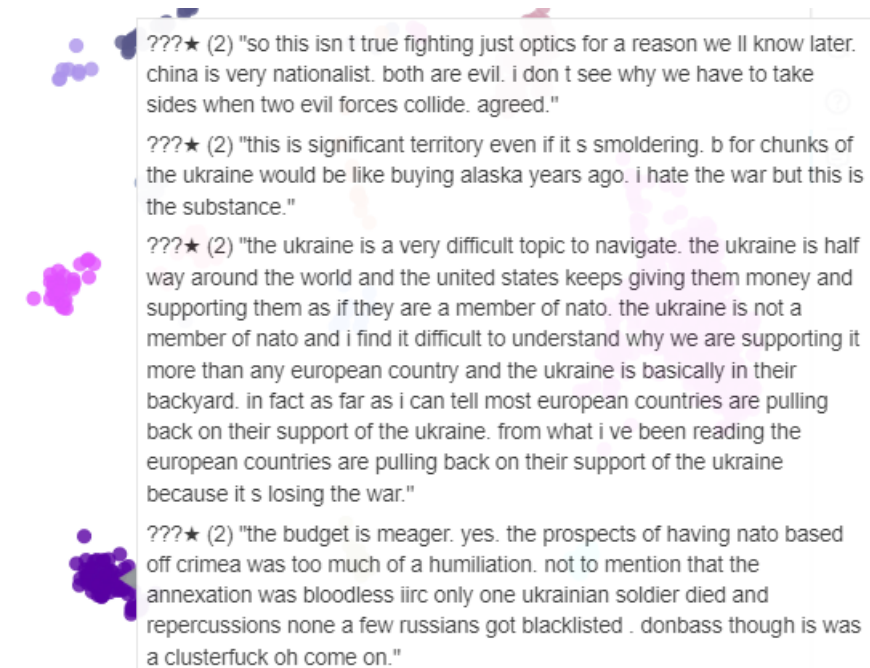 ???★ (2) "so this isn t true fighting just optics for a reason we ll know later.
china is very nationalist. both are evil. i don t see why we have to take
sides when two evil forces collide. agreed."
???★ (2) "this is significant territory even if it s smoldering. b for chunks of
the ukraine would be like buying alaska years ago. i hate the war but this is
the substance."
???★ (2) "the ukraine is a very difficult topic to navigate. the ukraine is half
way around the world and the united states keeps giving them money and
supporting them as if they are a member of nato. the ukraine is not a
member of nato and i find it difficult to understand why we are supporting it
more than any european country and the ukraine is basically in their
backyard. in fact as far as i can tell most european countries are pulling
back on their support of the ukraine. from what i ve been reading the
european countries are pulling back on their support of the ukraine
because it s losing the war."
???★ (2) "the budget is meager. yes. the prospects of having nato based
off crimea was too much of a humiliation. not to mention that the
annexation was bloodless iirc only one ukrainian soldier died and
repercussions none a few russians got blacklisted . donbass though is was
a clusterfuck oh come on."